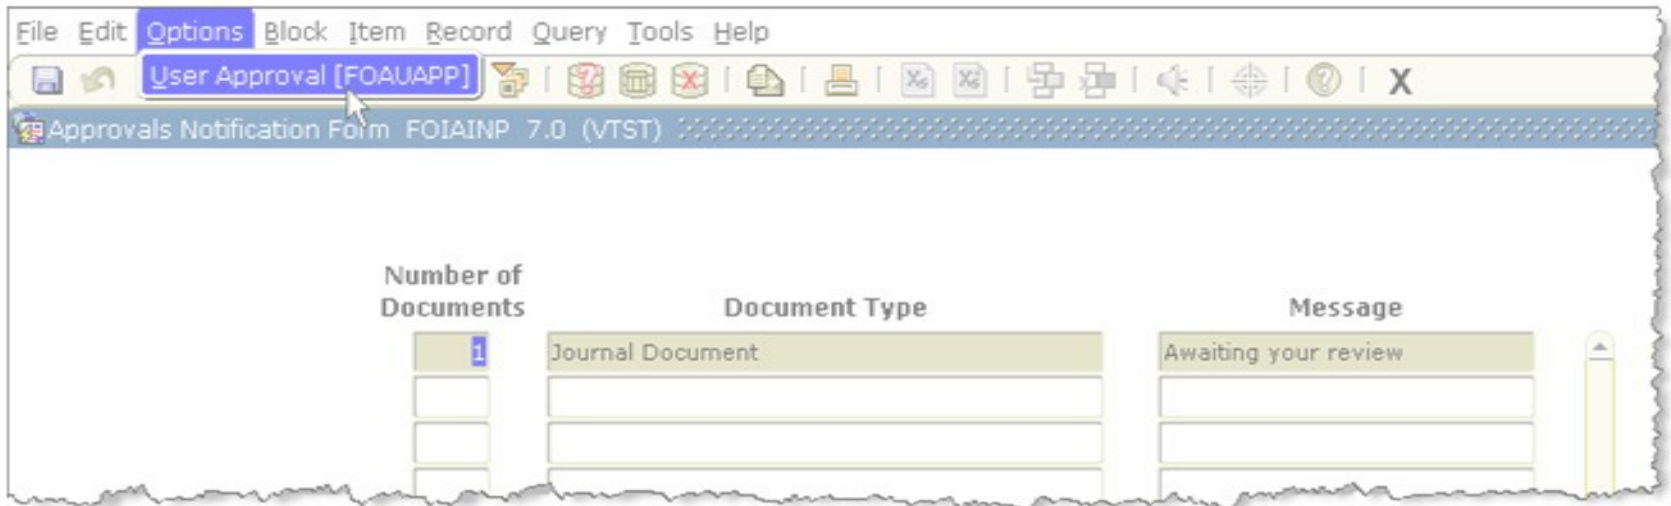 File Edit Options Block Item Record Query Tools Help
User Approval [FOAUAPP]
X
Approvals Notification Form FOIAINP 7.0 (VTST)
Number of
Documents Document Type Message
1 Journal Document Awaiting your review